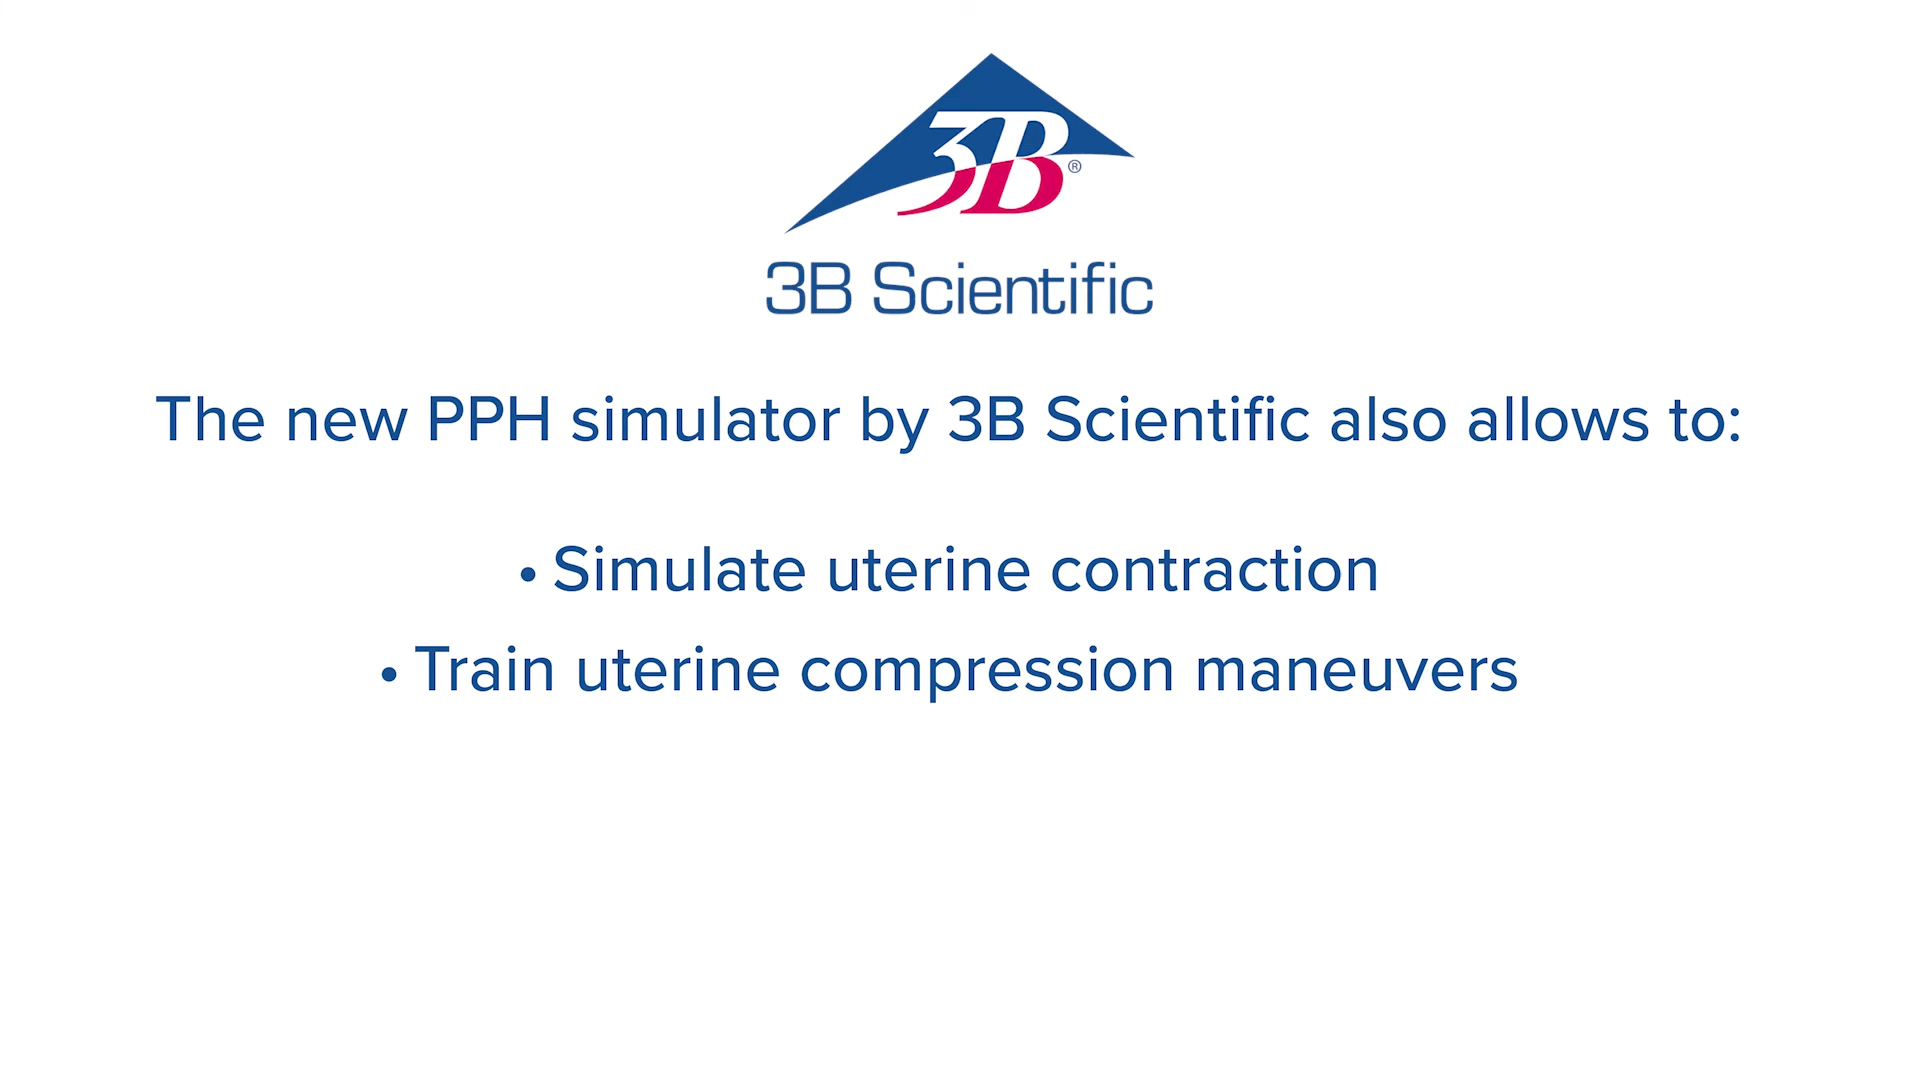 3B®
3B Scientific
The new PPH simulator by 3B Scientific also allows to:
• Simulate uterine contraction
• Train uterine compression maneuvers